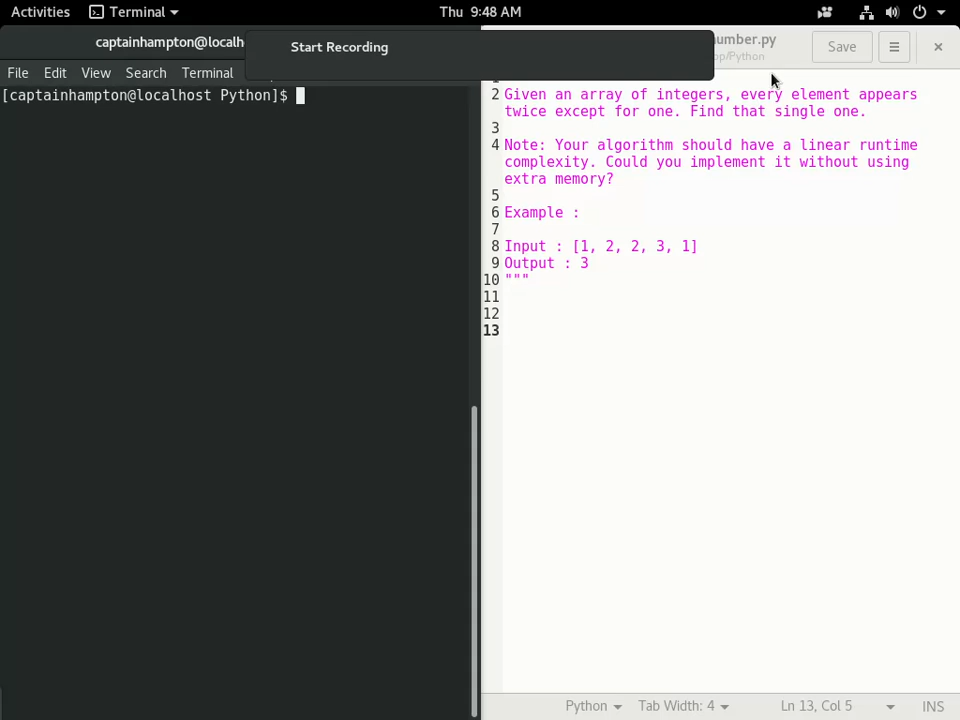 Activities Terminal Thu 9:48 AM
captainhampton@localh
Start Recording
number.py
op/Python
Save
File Edit View Search Terminal
[captainhampton@localhost Python]$
1
2 Given an array of integers, every element appears
twice except for one. Find that single one.
3
4 Note: Your algorithm should have a linear runtime
complexity. Could you implement it without using
extra memory?
5
6 Example :
7
8 Input : [1, 2, 2, 3, 1]
9 Output : 3
10 """
11
12
13
Python Tab Width: 4 Ln 13, Col 5 INS